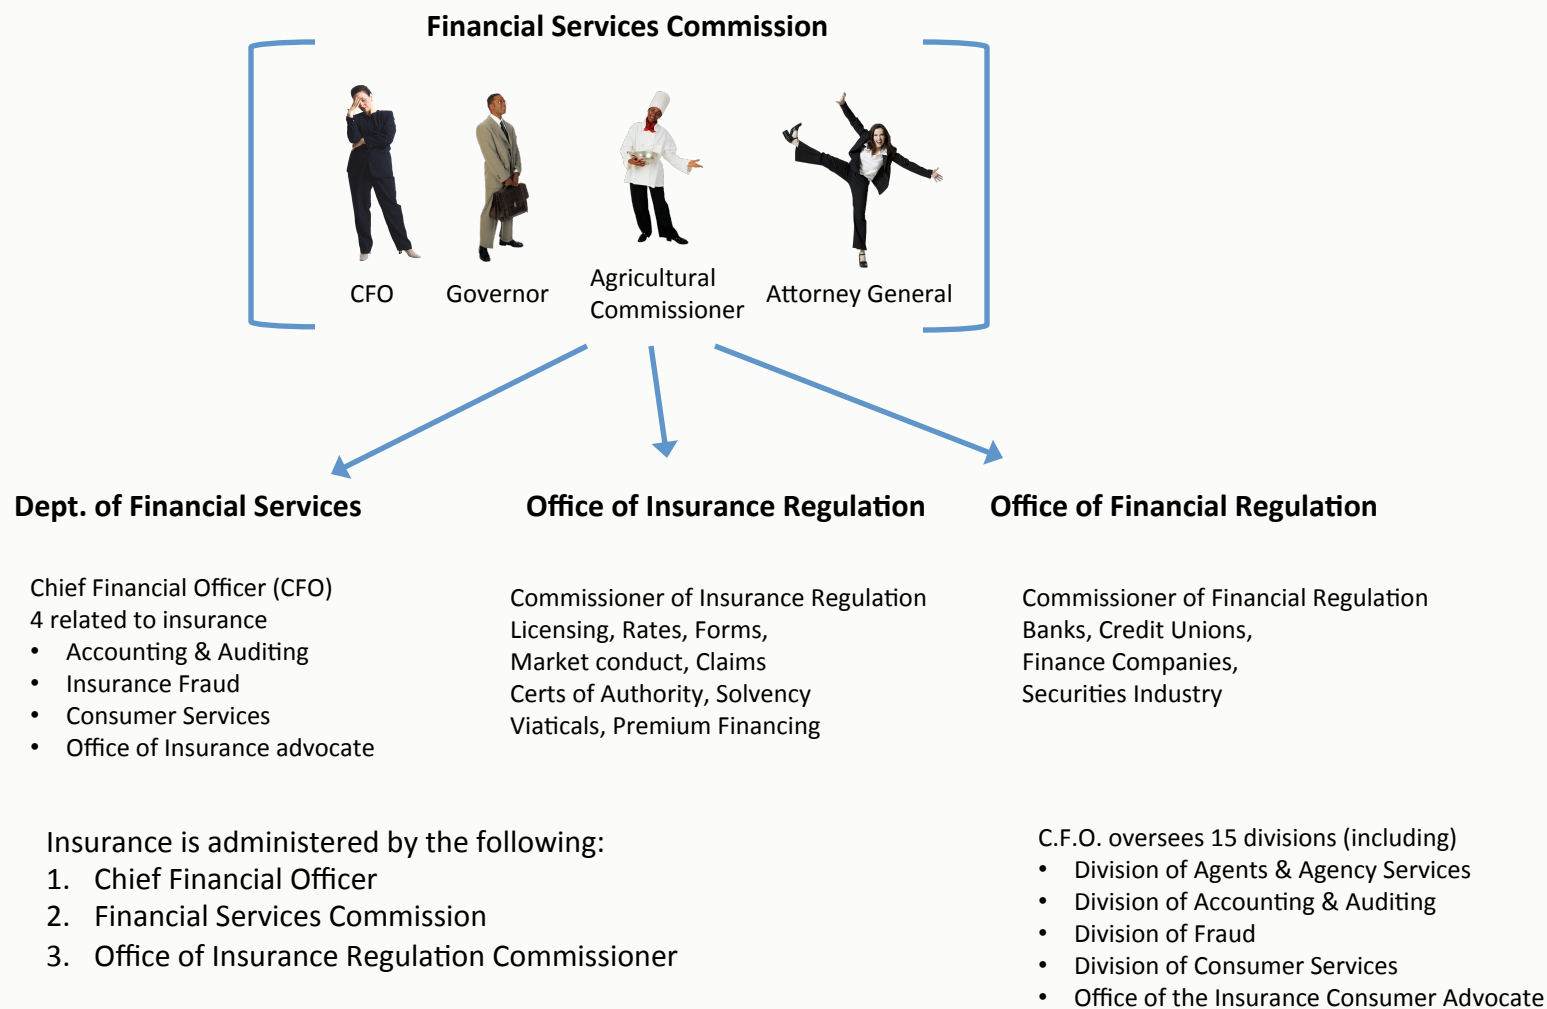 Financial Services Commission
CFO
Governor
Agricultural
Commissioner
Attorney General
Dept. of Financial Services
Office of Insurance Regulation
Office of Financial Regulation
Chief Financial Officer (CFO)
4 related to insurance
• Accounting & Auditing
• Insurance Fraud
• Consumer Services
• Office of Insurance advocate
Commissioner of Insurance Regulation
Licensing, Rates, Forms,
Market conduct, Claims
Certs of Authority, Solvency
Viaticals, Premium Financing
Commissioner of Financial Regulation
Banks, Credit Unions,
Finance Companies,
Securities Industry
Insurance is administered by the following:
1. Chief Financial Officer
2. Financial Services Commission
3. Office of Insurance Regulation Commissioner
C.F.O. oversees 15 divisions (including)
• Division of Agents & Agency Services
• Division of Accounting & Auditing
• Division of Fraud
• Division of Consumer Services
• Office of the Insurance Consumer Advocate